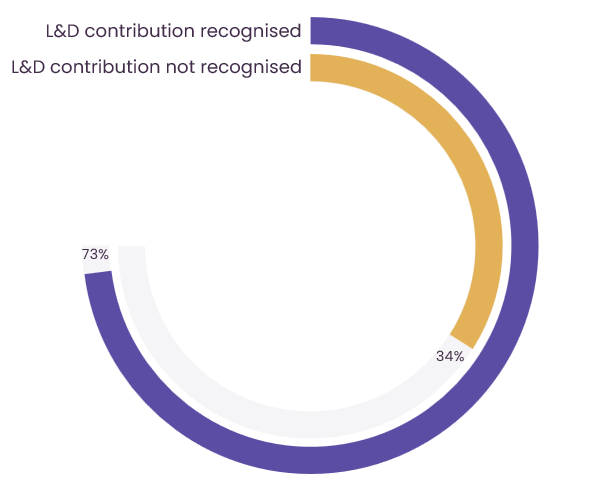 L&D contribution recognised
L&D contribution not recognised
73%
34%